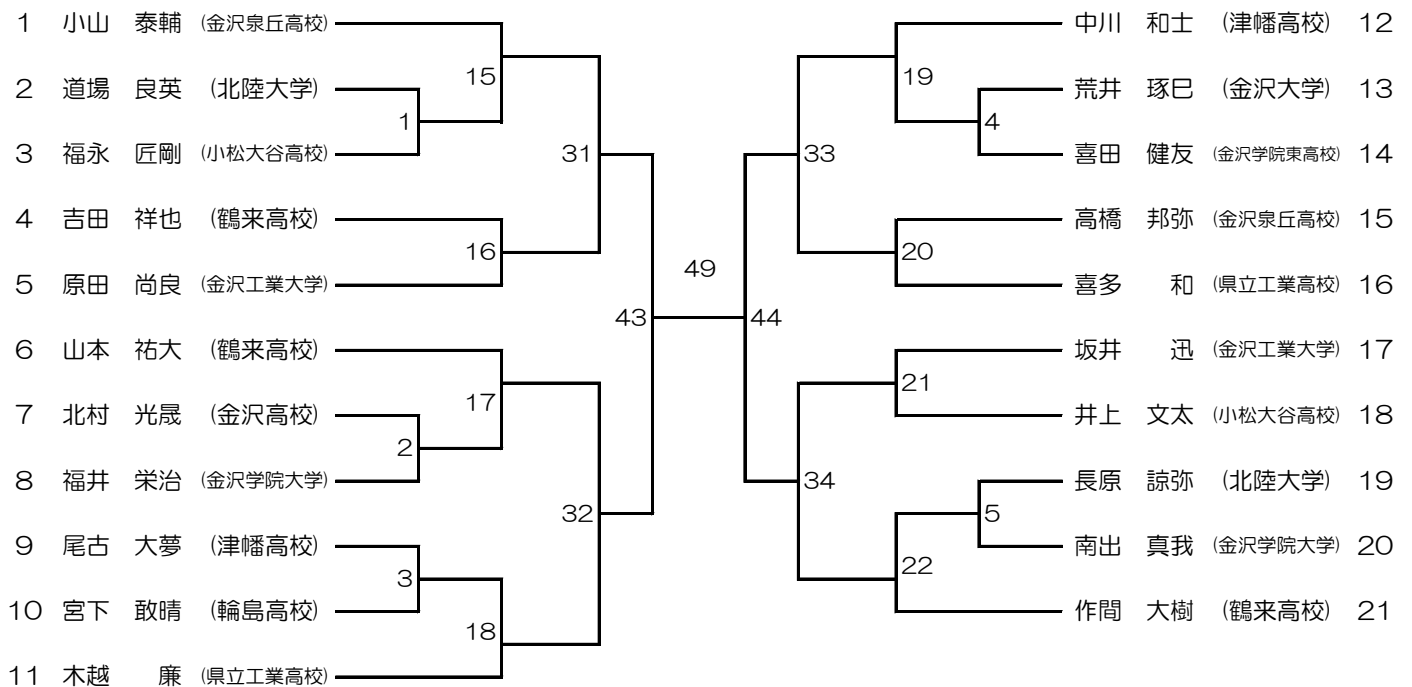 1 小山 泰輔 (金沢泉丘高校)
2 道場 良英 (北陸大学)
3 福永 匠剛 (小松大谷高校)
4 吉田 祥也 (鶴来高校)
5 原田 尚良 (金沢工業大学)
6 山本 祐大 (鶴来高校)
7 北村 光晟 (金沢高校)
8 福井 栄治 (金沢学院大学)
9 尾古 大夢 (津幡高校)
10 宮下 敢晴 (輪島高校)
11 木越 廉 (県立工業高校)
15
1
16
17
2
3
18
31
32
43
49
44
33
34
19
4
20
21
5
22
中川 和士 (津幡高校) 12
荒井 琢巳 (金沢大学) 13
喜田 健友 (金沢学院東高校) 14
高橋 邦弥 (金沢泉丘高校) 15
喜多 和 (県立工業高校) 16
坂井 迅 (金沢工業大学) 17
井上 文太 (小松大谷高校) 18
長原 諒弥 (北陸大学) 19
南出 真我 (金沢学院大学) 20
作間 大樹 (鶴来高校) 21